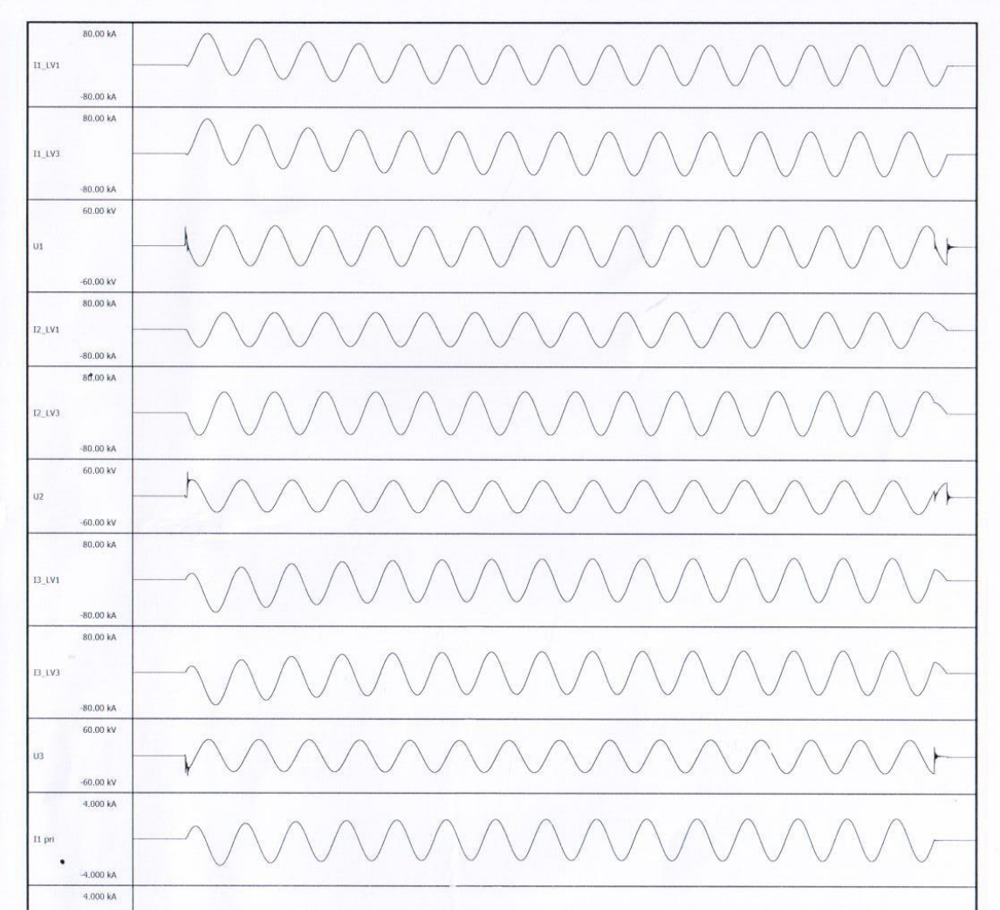 80.00 kA
I1_LV1
-80.00 kA
80.00 kA
I1_LV3
-80.00 kA
60.00 kV
U1
-60.00 kV
80.00 kA
I2_LV1
-80.00 kA
80.00 kA
I2_LV3
-80.00 kA
60.00 kV
U2
-60.00 kV
80.00 kA
I3_LV1
-80.00 kA
80.00 kA
I3_LV3
-80.00 kA
60.00 kV
U3
-60.00 kV
4.000 kA
I1 pri
-4.000 kA
4.000 kA